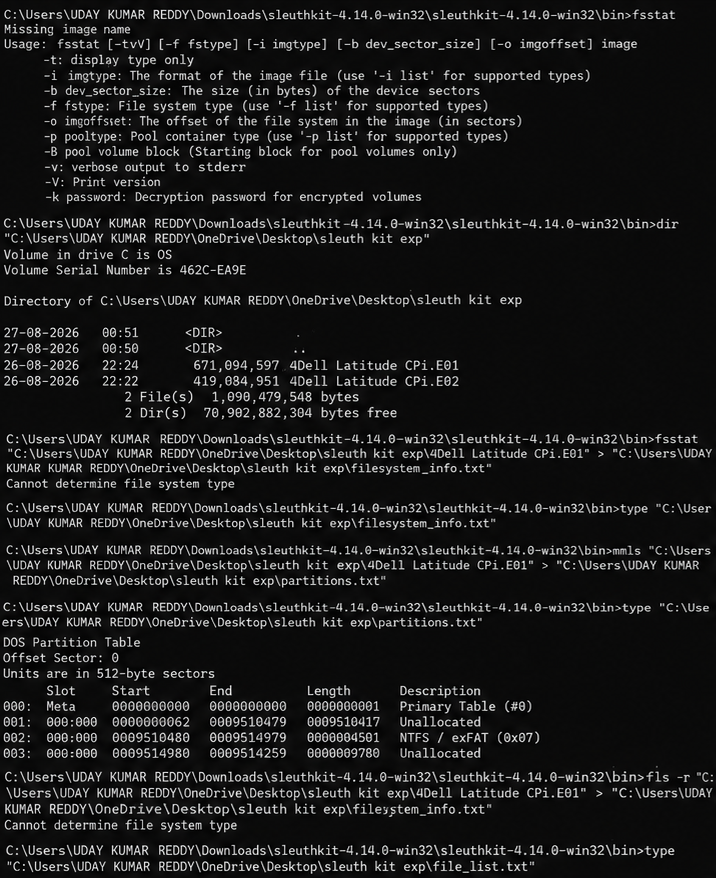 C:\Users\UDAY KUMAR REDDY\Downloads\sleuthkit-4.14.0-win32\sleuthkit-4.14.0-win32\bin>fsstat
Missing image name
Usage: fsstat [-tvV] [-f fstype] [-i imgtype] [-b dev_sector_size] [-o imgoffset] image
-t: display type only
-i imgtype: The format of the image file (use '-i list' for supported types)
-b dev_sector_size: The size (in bytes) of the device sectors
-f fstype: File system type (use '-f list' for supported types)
-o imgoffset: The offset of the file system in the image (in sectors)
-p pooltype: Pool container type (use '-p list' for supported types)
-B pool volume block (Starting block for pool volumes only)
-v: verbose output to stderr
-V: Print version
-k password: Decryption password for encrypted volumes
C:\Users\UDAY KUMAR REDDY\Downloads\sleuthkit-4.14.0-win32\sleuthkit-4.14.0-win32\bin>dir
"C:\Users\UDAY KUMAR REDDY\OneDrive\Desktop\sleuth kit exp"
Volume in drive C is OS
Volume Serial Number is 462C-EA9E
Directory of C:\Users\UDAY KUMAR REDDY\OneDrive\Desktop\sleuth kit exp
27-08-2026 00:51 <DIR> .
27-08-2026 00:50 <DIR> ..
26-08-2026 22:24 671,094,597 4Dell Latitude CPi.E01
26-08-2026 22:22 419,084,951 4Dell Latitude CPi.E02
2 File(s) 1,090,479,548 bytes
2 Dir(s) 70,902,882,304 bytes free
C:\Users\UDAY KUMAR REDDY\Downloads\sleuthkit-4.14.0-win32\sleuthkit-4.14.0-win32\bin>fsstat
"C:\Users\UDAY KUMAR REDDY\OneDrive\Desktop\sleuth kit exp\4Dell Latitude CPi.E01" > "C:\Users\UDAY
KUMAR KUMAR REDDY\OneDrive\Desktop\sleuth kit exp\filesystem_info.txt"
Cannot determine file system type
C:\Users\UDAY KUMAR REDDY\Downloads\sleuthkit-4.14.0-win32\sleuthkit-4.14.0-win32\bin>type "C:\User
\UDAY KUMAR REDDY\OneDrive\Desktop\sleuth kit exp\filesystem_info.txt"
C:\Users\UDAY KUMAR REDDY\Downloads\sleuthkit-4.14.0-win32\sleuthkit-4.14.0-win32\bin>mmls "C:\Users
\UDAY KUMAR REDDY\OneDrive\Desktop\sleuth kit exp\4Dell Latitude CPi.E01" > "C:\Users\UDAY KUMAR
REDDY\OneDrive\Desktop\sleuth kit exp\partitions.txt"
C:\Users\UDAY KUMAR REDDY\Downloads\sleuthkit-4.14.0-win32\sleuthkit-4.14.0-win32\bin>type "C:\Use
ers\UDAY KUMAR REDDY\OneDrive\Desktop\sleuth kit exp\partitions.txt"
DOS Partition Table
Offset Sector: 0
Units are in 512-byte sectors
Slot Start End Length Description
000: Meta 0000000000 0000000000 0000000001 Primary Table (#0)
001: 000:000 0000000062 0009510479 0009510417 Unallocated
002: 000:000 0009510480 0009514979 0000004501 NTFS / exFAT (0x07)
003: 000:000 0009514980 0009514259 0000009780 Unallocated
C:\Users\UDAY KUMAR REDDY\Downloads\sleuthkit-4.14.0-win32\sleuthkit-4.14.0-win32\bin>fls -r "C:
\Users\UDAY KUMAR REDDY\OneDrive\Desktop\sleuth kit exp\4Dell Latitude CPi.E01" > "C:\Users\UDAY
KUMAR REDDY\OneDrive\Desktop\sleuth kit exp\filesystem_info.txt"
Cannot determine file system type
C:\Users\UDAY KUMAR REDDY\Downloads\sleuthkit-4.14.0-win32\sleuthkit-4.14.0-win32\bin>type
"C:\Users\UDAY KUMAR REDDY\OneDrive\Desktop\sleuth kit exp\file_list.txt"